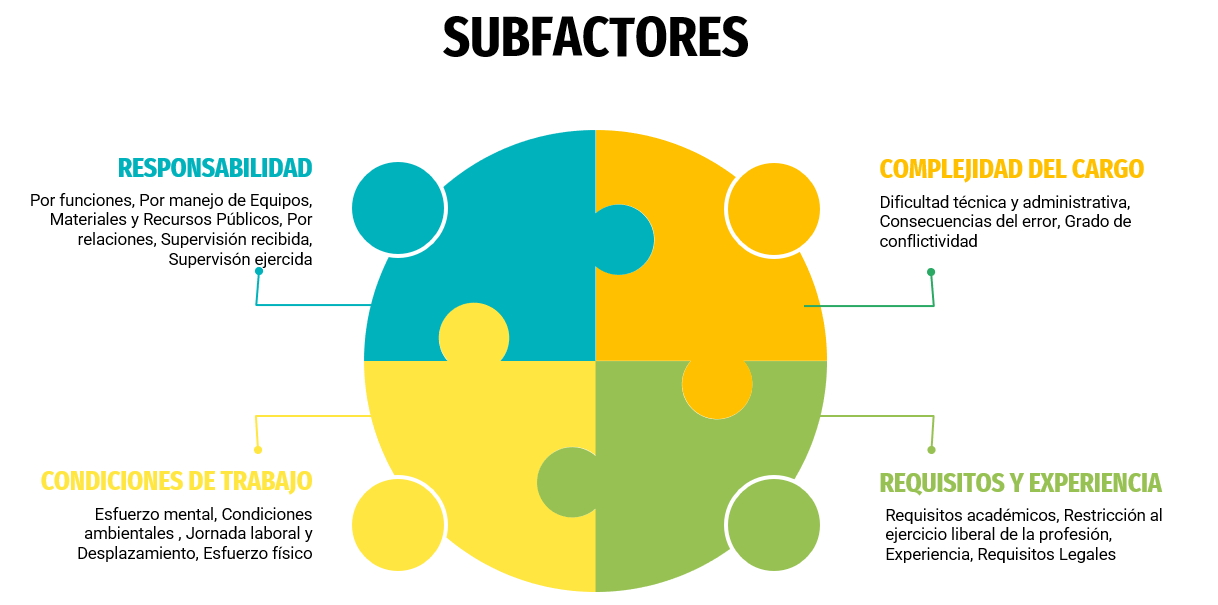 SUBFACTORES
RESPONSABILIDAD
Por funciones, Por manejo de Equipos,
Materiales y Recursos Públicos, Por
relaciones, Supervisión recibida,
Supervisón ejercida
COMPLEJIDAD DEL CARGO
Dificultad técnica y administrativa,
Consecuencias del error, Grado de
conflictividad
CONDICIONES DE TRABAJO
Esfuerzo mental, Condiciones
ambientales , Jornada laboral y
Desplazamiento, Esfuerzo físico
REQUISITOS Y EXPERIENCIA
Requisitos académicos, Restricción al
ejercicio liberal de la profesión,
Experiencia, Requisitos Legales